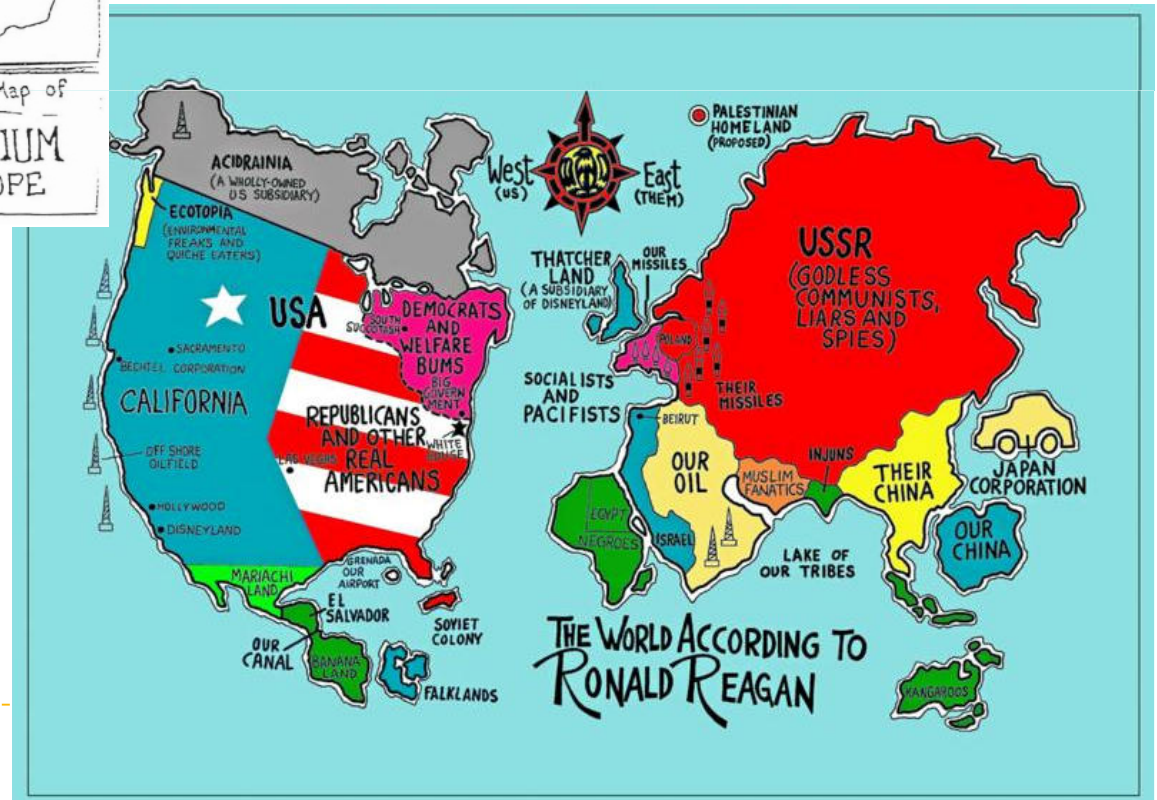 Map of
IUM
OPE
ACIDRAINIA
(A WHOLLY-OWNED
US SUBSIDIARY)
ECOTOPIA
(ENVIRONMENTAL
FREAKS AND
QUICHE EATERS)
USA
SACRAMENTO
BECHTEL CORPORATION
CALIFORNIA
OFF SHORE
OILFIELD
HOLLYWOOD
DISNEYLAND
SOUTH
SUCCOTASH
DEMOCRATS
AND
WELFARE
BUMS
BIG
GOVERN
MENT
REPUBLICANS
AND OTHER
REAL
AMERICANS
WHITE
HOUSE
LAS VEGAS
MARIACHI
LAND
GRENADA
OUR
AIRPORT
EL
SALVADOR
OUR
CANAL
BANANA
LAND
SOVIET
COLONY
FALKLANDS
West
(US)
East
(THEM)
PALESTINIAN
HOMELAND
(PROPOSED)
THATCHER
LAND
(A SUBSIDIARY
OF DISNEYLAND)
OUR
MISSILES
USSR
(GODLESS
COMMUNISTS,
LIARS AND
SPIES)
POLAND
THEIR
MISSILES
SOCIALISTS
AND
PACIFISTS
BEIRUT
OUR
OIL
MUSLIM
FANATICS
INJUNS
THEIR
CHINA
JAPAN
CORPORATION
OUR
CHINA
EGYPT
NEGROES
ISRAEL
LAKE OF
OUR TRIBES
KANGAROOS
THE WORLD ACCORDING TO
RONALD REAGAN